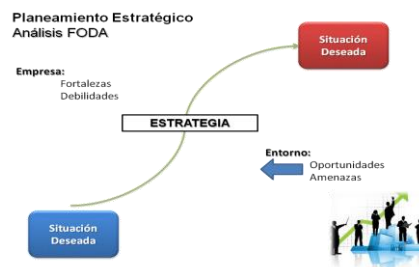 Planeamiento Estratégico
Análisis FODA
Situación
Deseada
Empresa:
Fortalezas
Debilidades
ESTRATEGIA
Entorno:
Oportunidades
Amenazas
Situación
Deseada